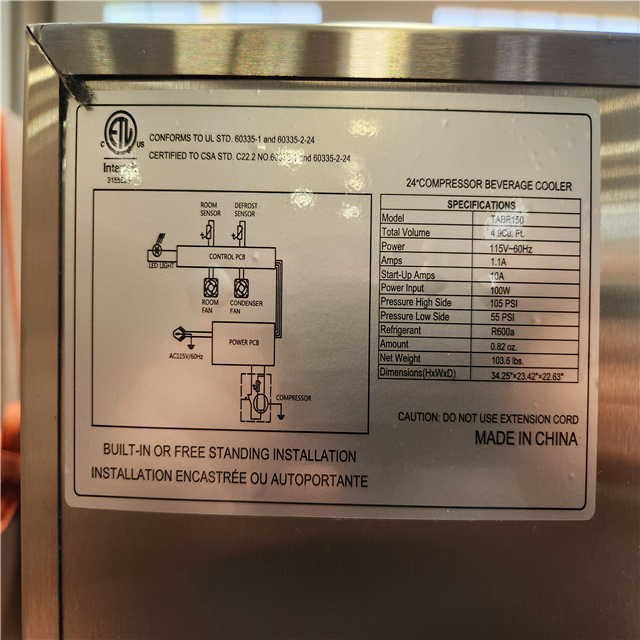 ETL
C US
Intertek
CONFORMS TO UL STD. 60335-1 and 60335-2-24
CERTIFIED TO CSA STD. C22.2 NO.60335-1 and 60335-2-24
24"COMPRESSOR BEVERAGE COOLER
ROOM SENSOR
DEFROST SENSOR
LED LIGHT
CONTROL PCB
ROOM FAN
CONDENSER FAN
POWER PCB
AC115V/60Hz
COMPRESSOR
SPECIFICATIONS
Model TABR150
Total Volume 4.9Cu. Ft.
Power 115V~60Hz
Amps 1.1A
Start-Up Amps 10A
Power Input 100W
Pressure High Side 105 PSI
Pressure Low Side 55 PSI
Refrigerant R600a
Amount 0.82 oz.
Net Weight 103.6 lbs.
Dimensions(HxWxD) 34.25"×23.42"×22.63"
CAUTION: DO NOT USE EXTENSION CORD
MADE IN CHINA
BUILT-IN OR FREE STANDING INSTALLATION
INSTALLATION ENCASTRÉE OU AUTOPORTANTE